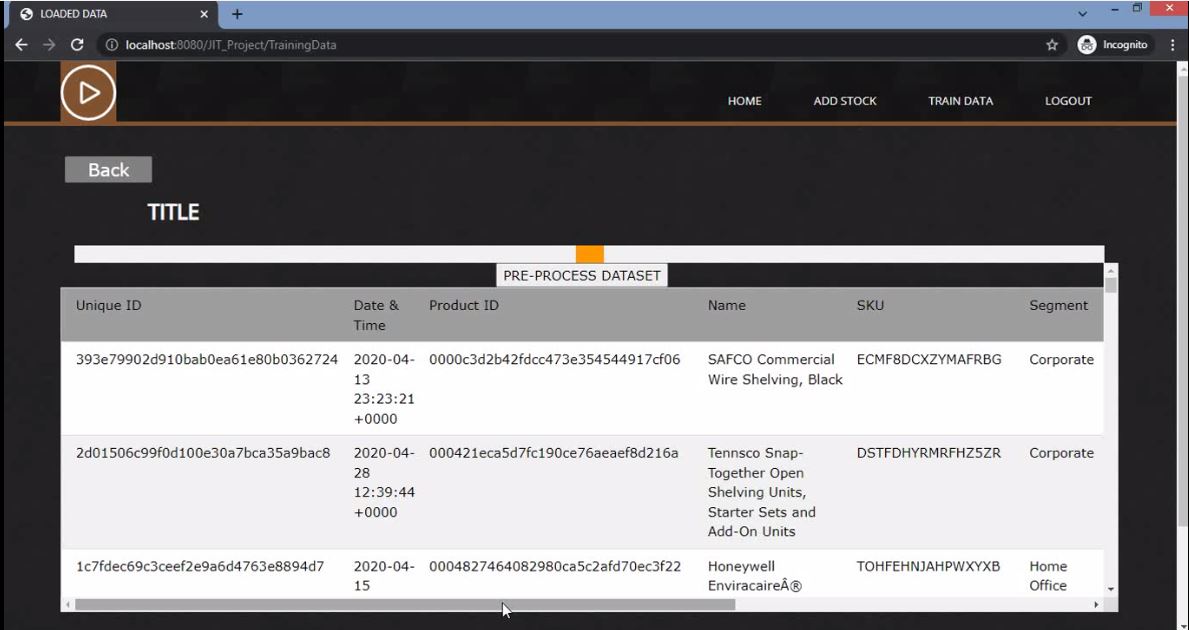 LOADED DATA
localhost:8080/JIT_Project/TrainingData
Incognito
HOME ADD STOCK TRAIN DATA LOGOUT
Back
TITLE
PRE-PROCESS DATASET
Unique ID Date & Product ID Name SKU Segment
Time
393e79902d910bab0ea61e80b0362724 2020-04- 0000c3d2b42fdcc473e354544917cf06 SAFCO Commercial ECMF8DCXZYMAFRBG Corporate
13 Wire Shelving, Black
23:23:21
+0000
2d01506c99f0d100e30a7bca35a9bac8 2020-04- 000421eca5d7fc190ce76aeaef8d216a Tennsco Snap- DSTFDHYRMRFHZ5ZR Corporate
28 Together Open
12:39:44 Shelving Units,
+0000 Starter Sets and
Add-On Units
1c7fdec69c3ceef2e9a6d4763e8894d7 2020-04- 0004827464082980ca5c2afd70ec3f22 Honeywell TOHFEHNJAHPWXYXB Home
15 EnviracaireÂ® Office